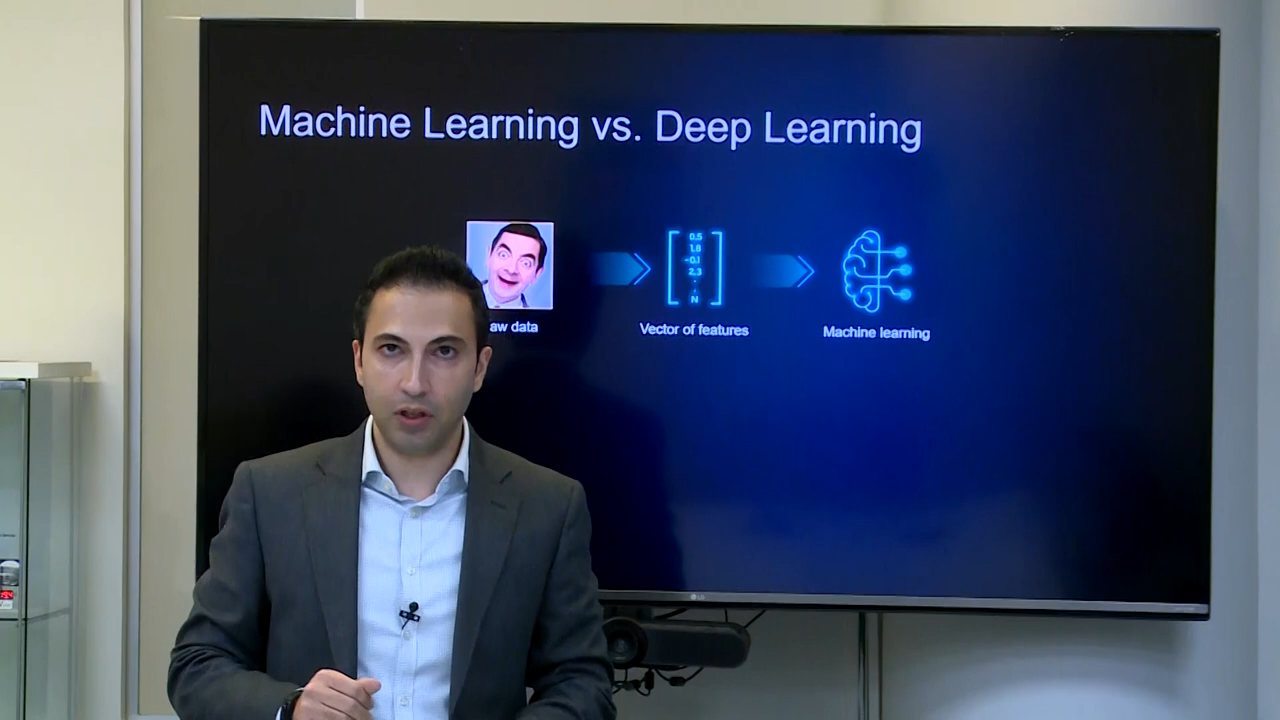 Machine Learning vs. Deep Learning
0.5
1.8
-0.1
2.3
N
aw data
Vector of features
Machine learning
LG